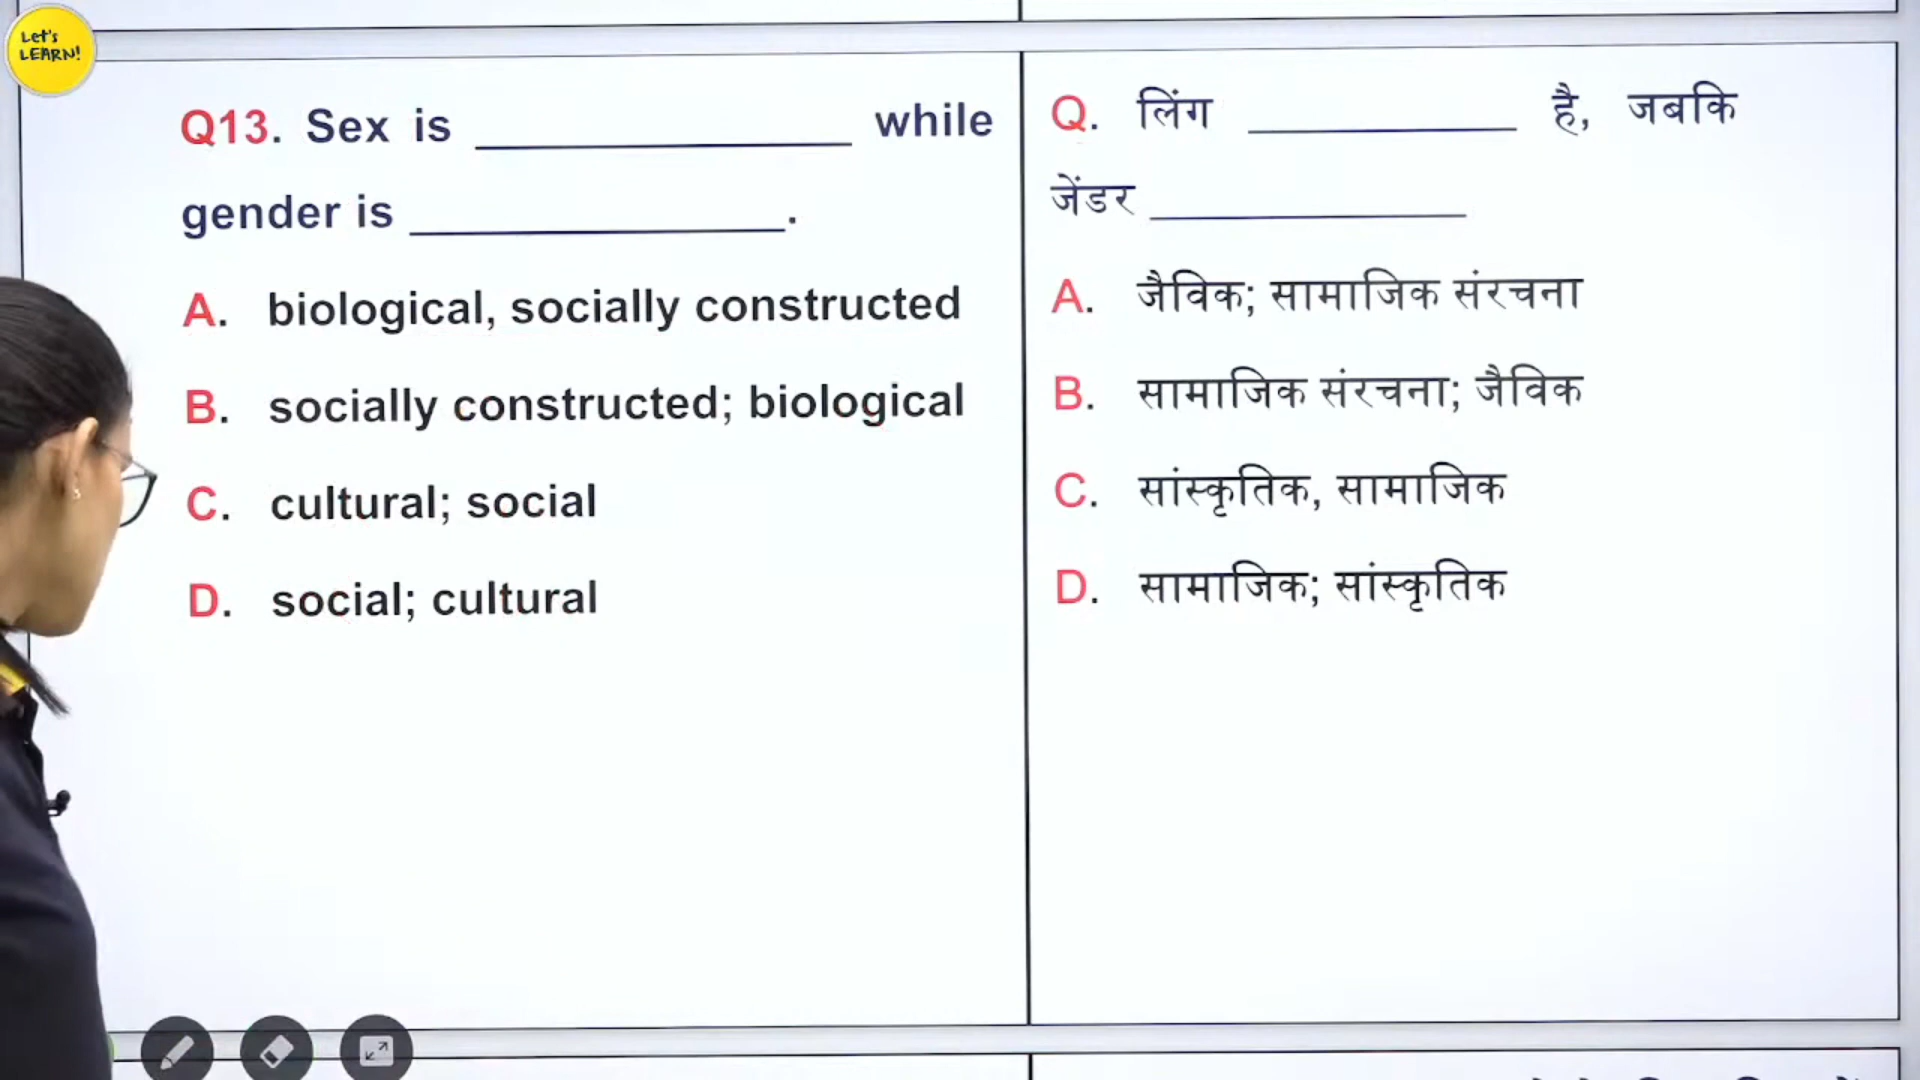 Let's
LEARN!
Q13. Sex is ____________ while
gender is ____________.
A. biological, socially constructed
B. socially constructed; biological
C. cultural; social
D. social; cultural
Q. लिंग ____________ है, जबकि
जेंडर ____________
A. जैविक; सामाजिक संरचना
B. सामाजिक संरचना; जैविक
C. सांस्कृतिक, सामाजिक
D. सामाजिक; सांस्कृतिक